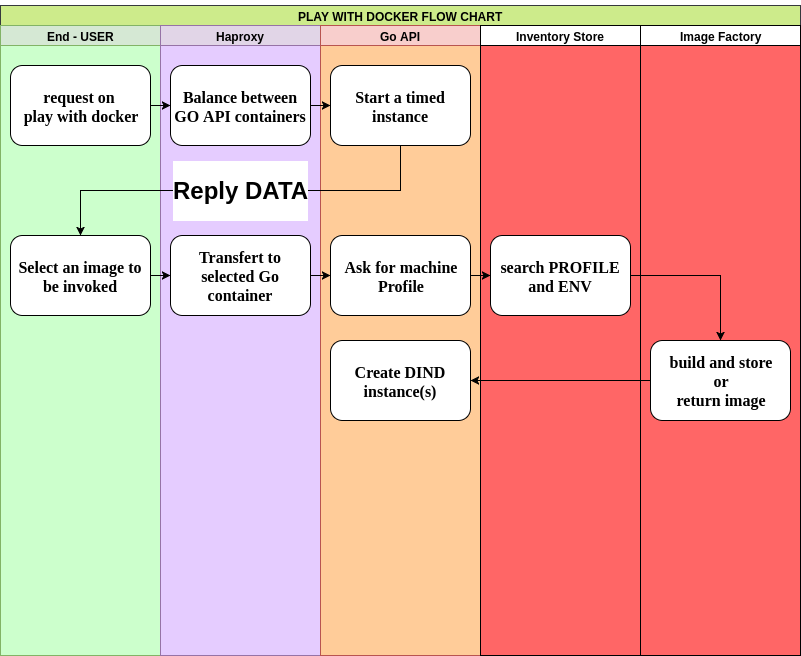 PLAY WITH DOCKER FLOW CHART
End - USER
Haproxy
Go API
Inventory Store
Image Factory
request on
play with docker
Balance between
GO API containers
Start a timed
instance
Reply DATA
Select an image to
be invoked
Transfert to
selected Go
container
Ask for machine
Profile
search PROFILE
and ENV
Create DIND
instance(s)
build and store
or
return image